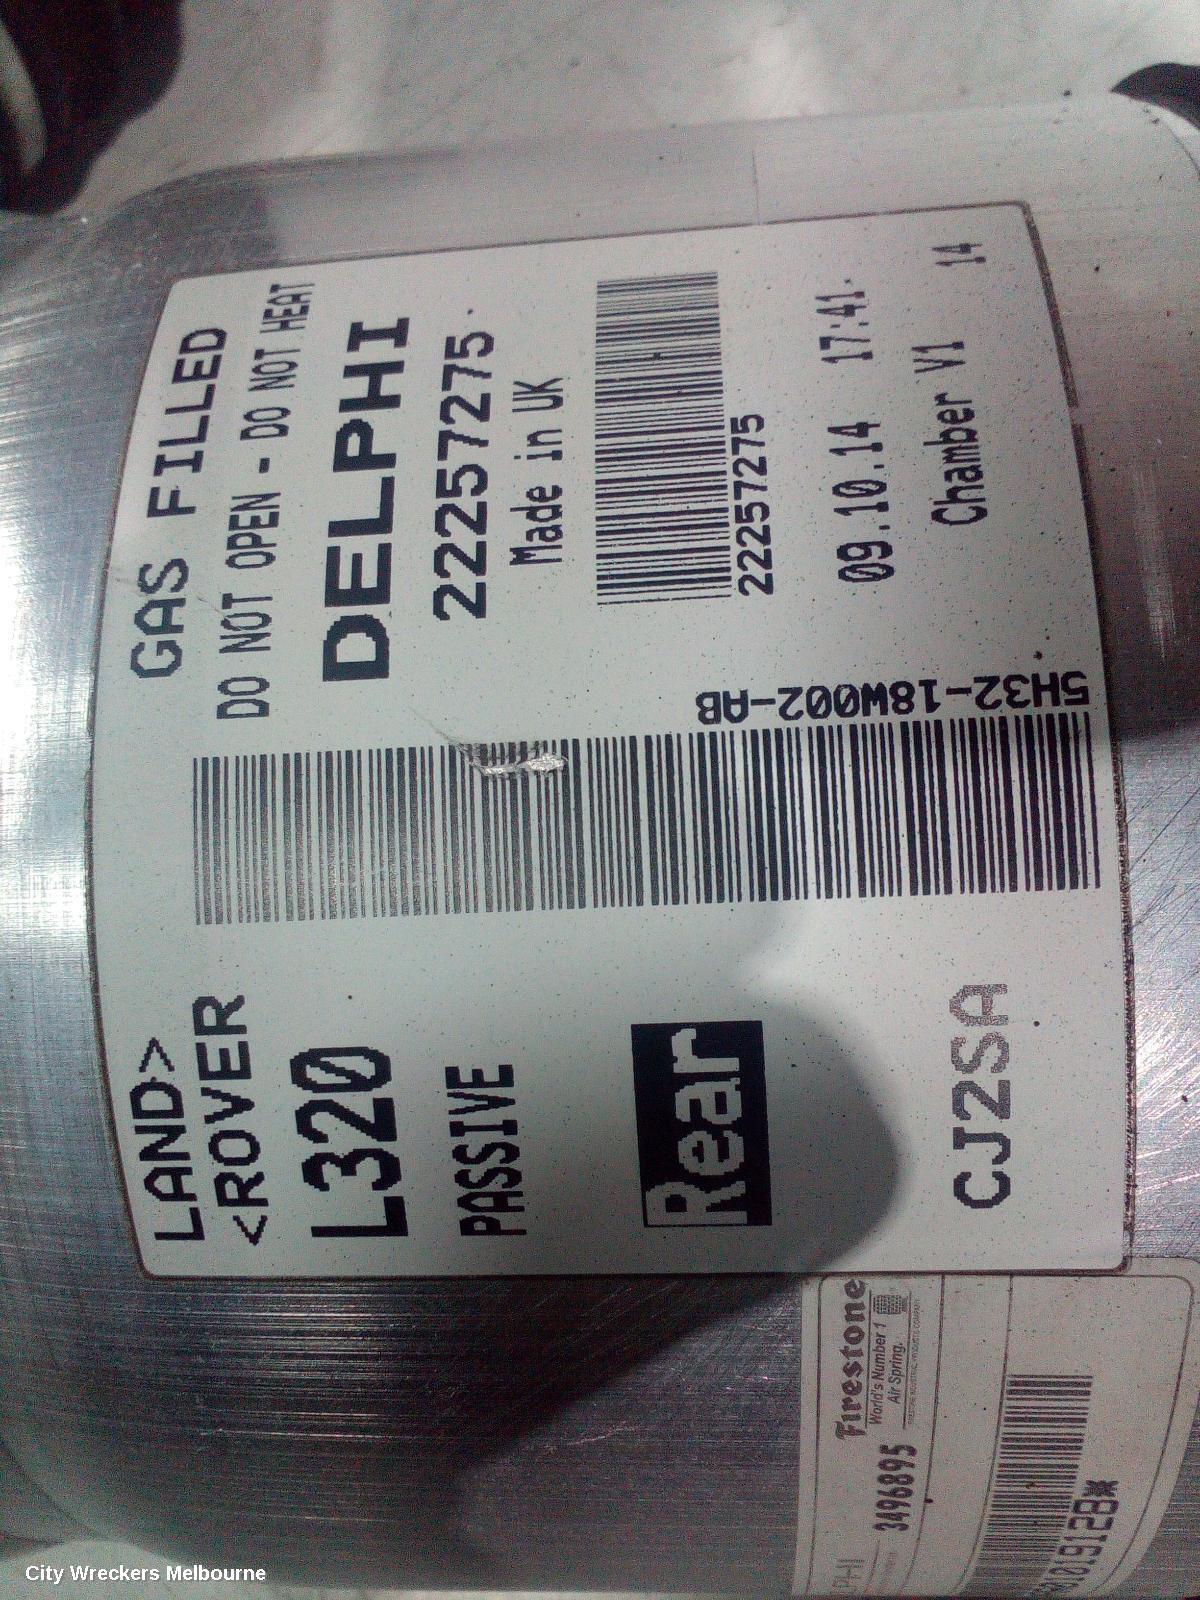 LAND>
<ROVER
L320
PASSIVE
Rear
CJ2SA
5H32-18W002-AB
GAS FILLED
DO NOT OPEN - DO NOT HEAT
DELPHI
22257275
Made in UK
22257275
09.10.14 17:41
Chamber V1 14
Firestone
World's Number 1
Air Spring.
3496895
City Wreckers Melbourne